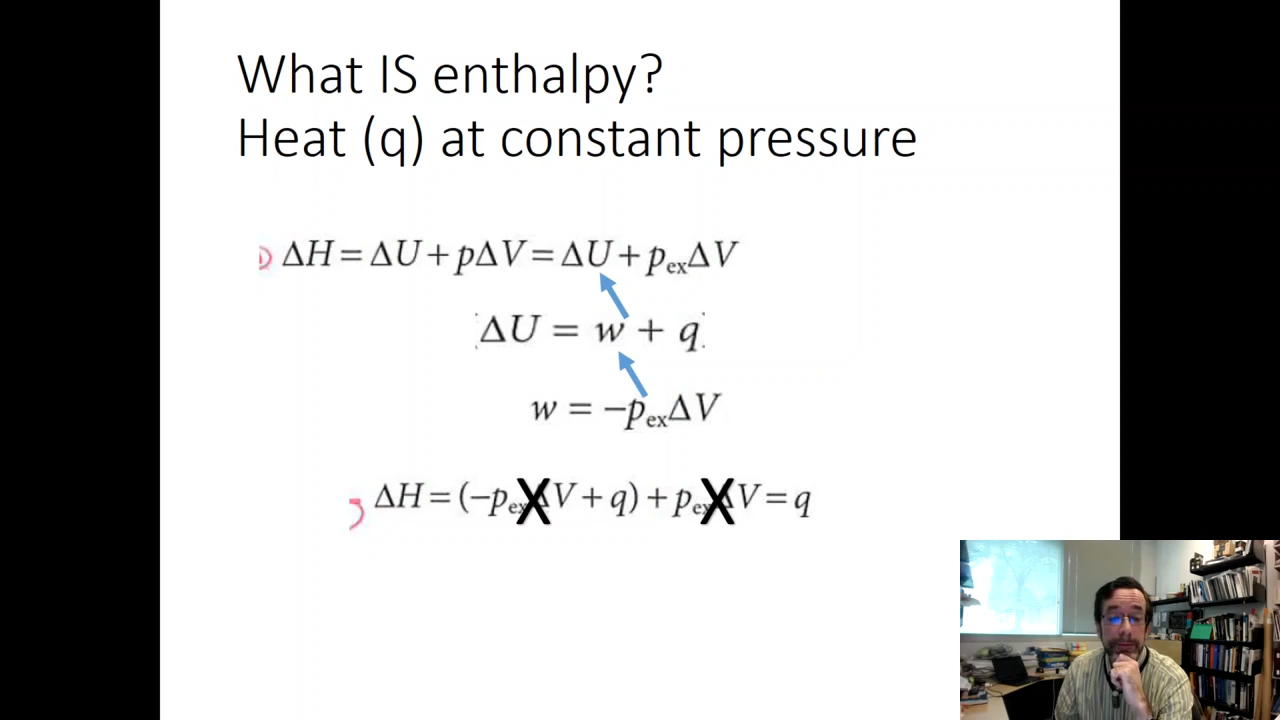 What IS enthalpy?
Heat (q) at constant pressure
ΔH = ΔU + pΔV = ΔU + pₑₓΔV
ΔU = w + q
w = −pₑₓΔV
ΔH = (−pₑₓΔV + q) + pₑₓΔV = q